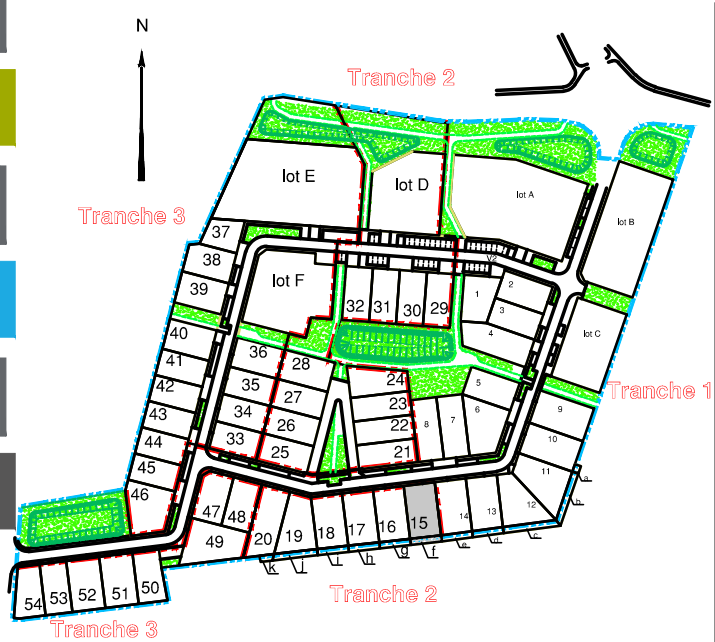 N
Tranche 2
lot E
lot D
lot A
lot B
Tranche 3
37
38
39
V2
lot F
32
31
30
29
1
2
3
4
lot C
40
41
42
43
44
45
46
36
35
34
33
28
27
26
25
24
23
22
21
8
7
5
6
Tranche 1
9
10
11
12
a
b
c
47
48
49
20
19
18
17
16
15
14
13
k
j
i
h
g
f
e
d
54
53
52
51
50
Tranche 2
Tranche 3